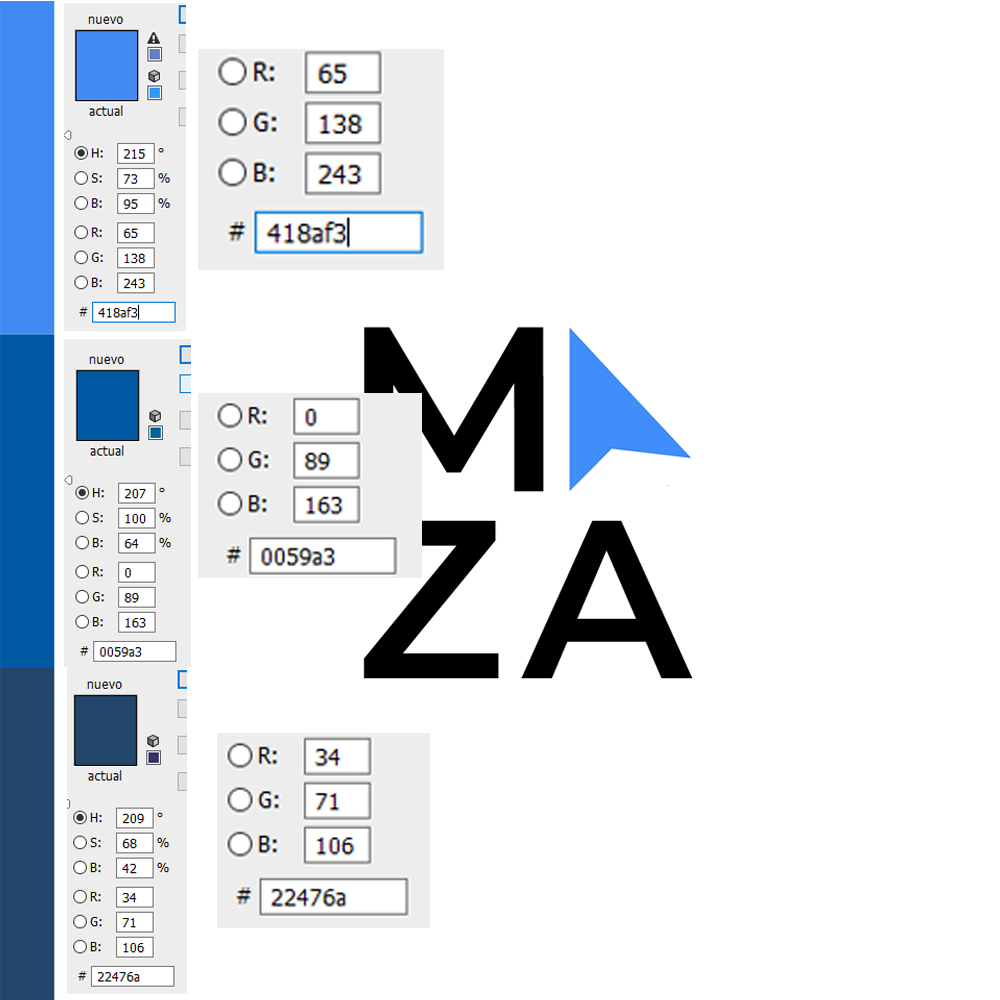 nuevo
actual
H: 215 °
S: 73 %
B: 95 %
R: 65
G: 138
B: 243
# 418af3
R: 65
G: 138
B: 243
# 418af3
nuevo
actual
H: 207 °
S: 100 %
B: 64 %
R: 0
G: 89
B: 163
# 0059a3
R: 0
G: 89
B: 163
# 0059a3
M
ZA
nuevo
actual
H: 209 °
S: 68 %
B: 42 %
R: 34
G: 71
B: 106
# 22476a
R: 34
G: 71
B: 106
# 22476a